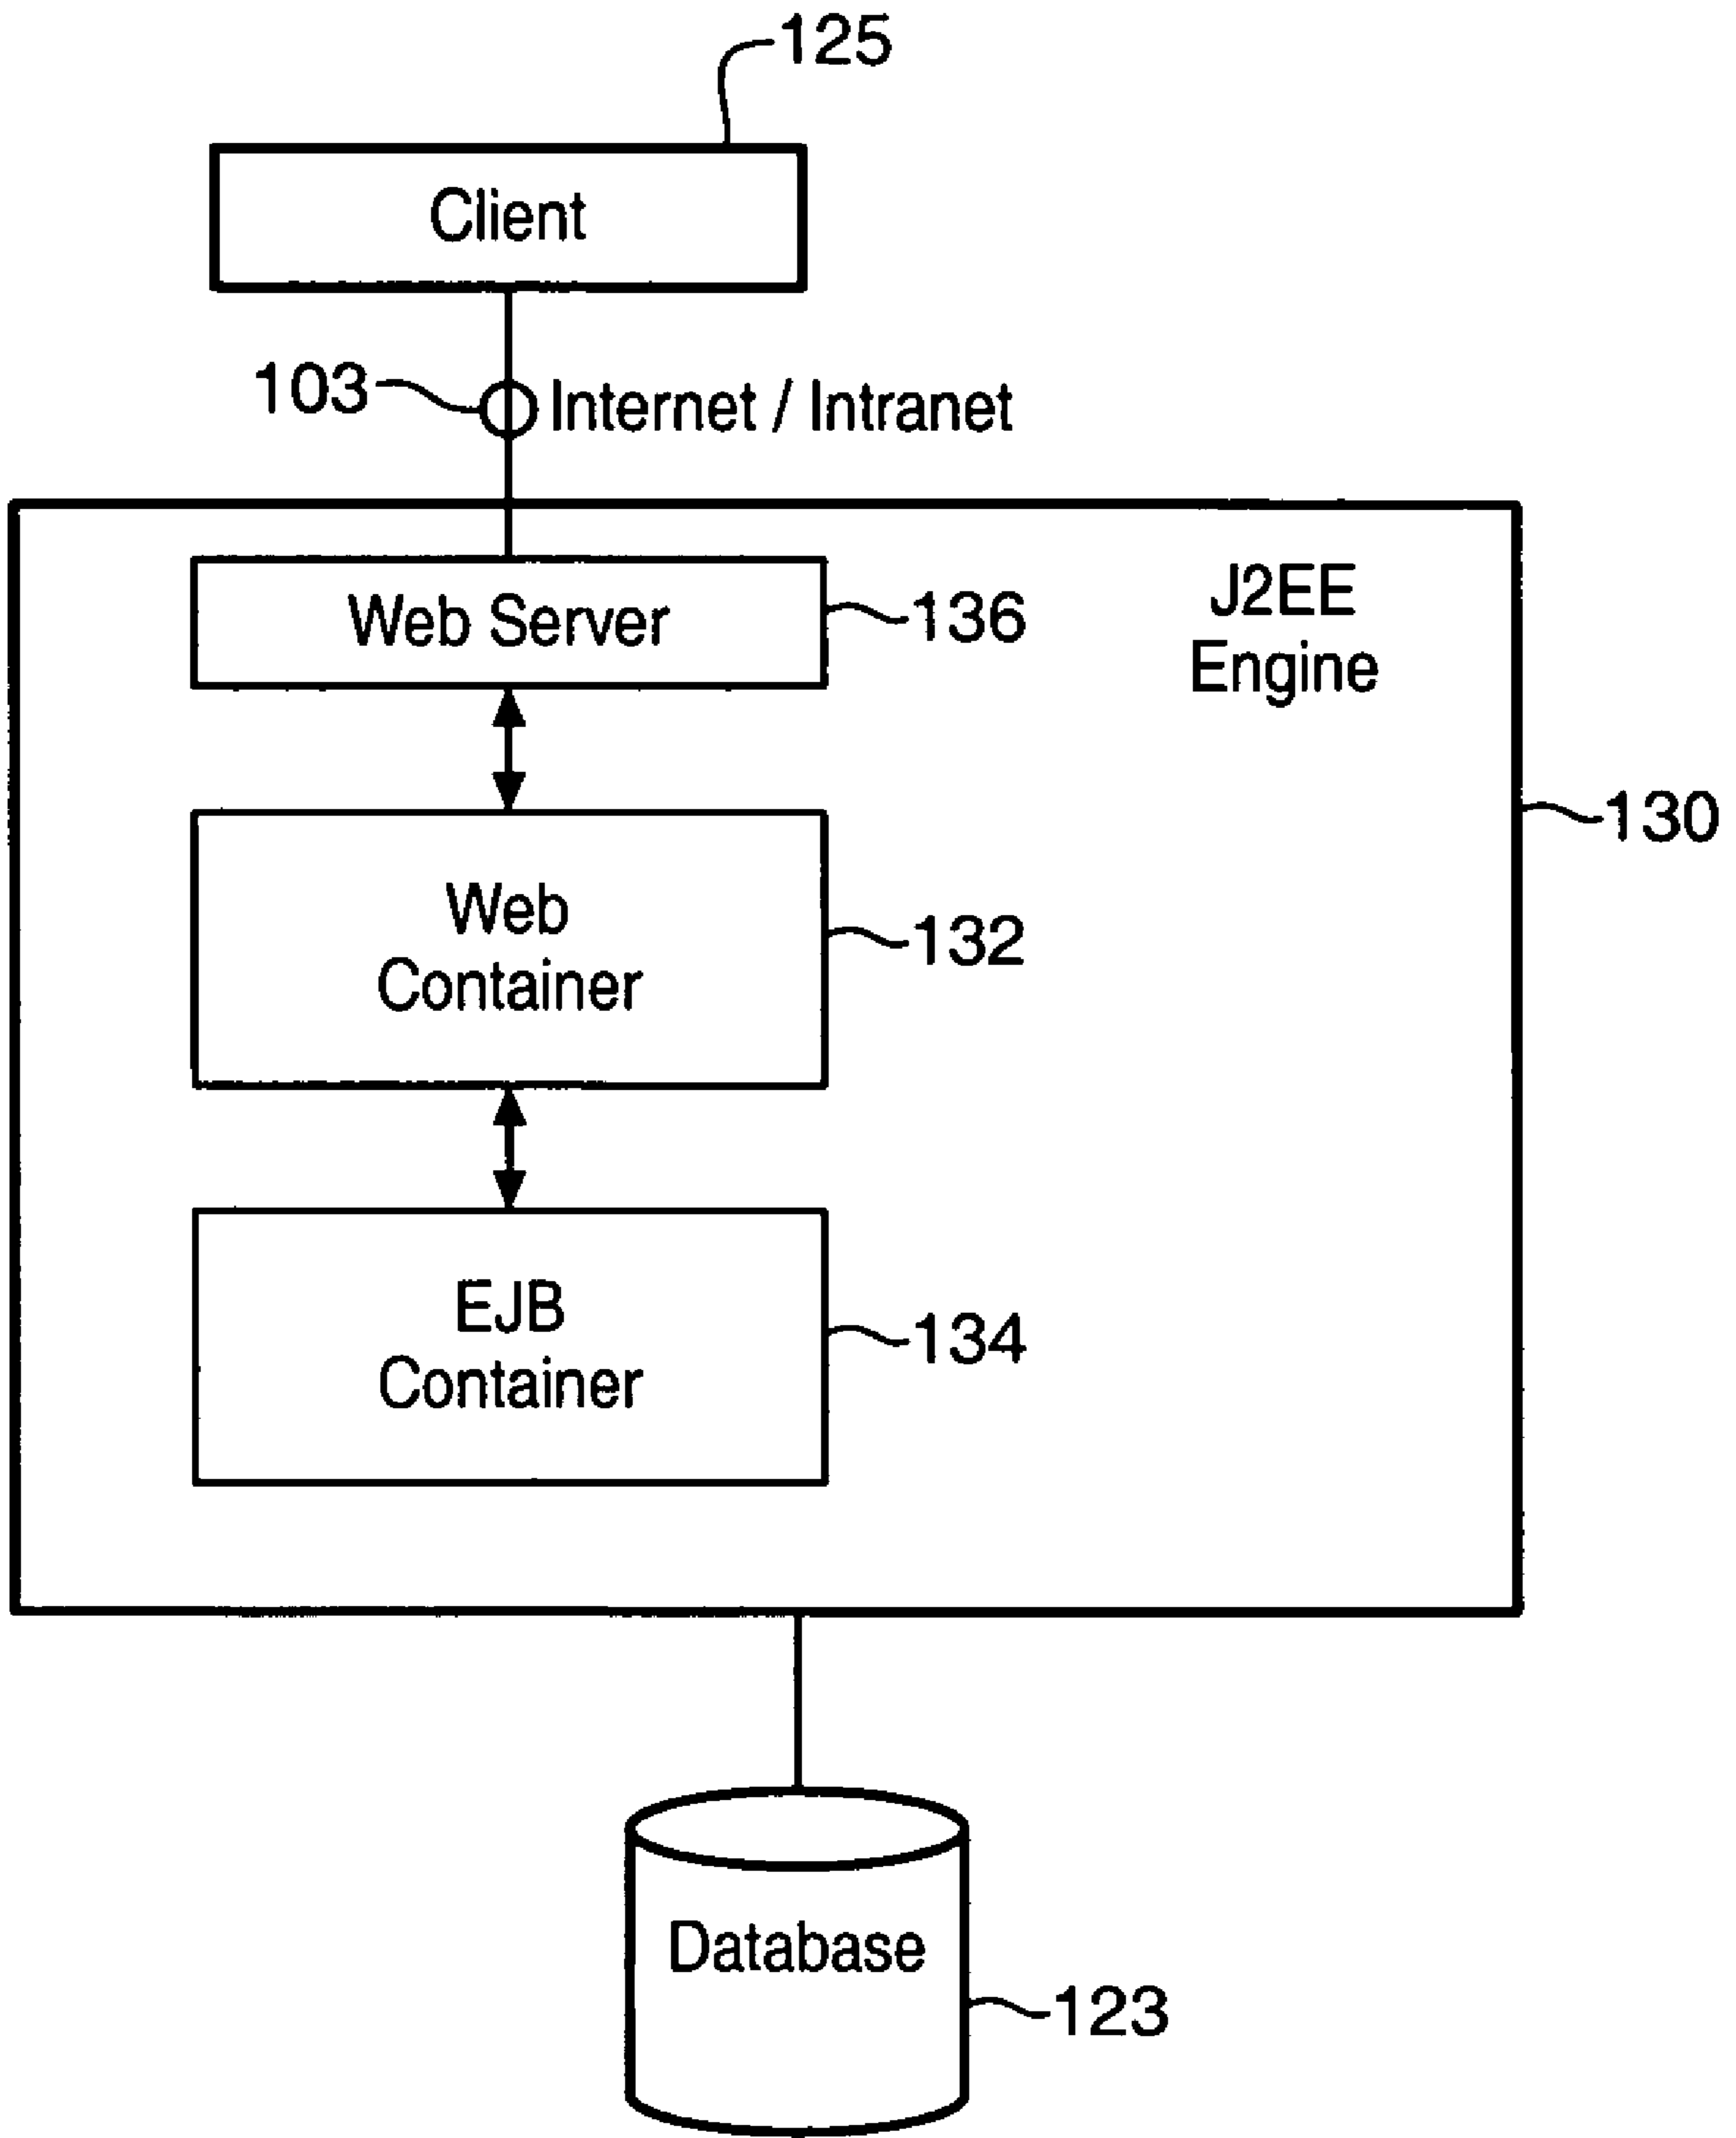 125
Client
103
Internet / Intranet
Web Server
136
J2EE
Engine
130
Web
Container
132
EJB
Container
134
Database
123